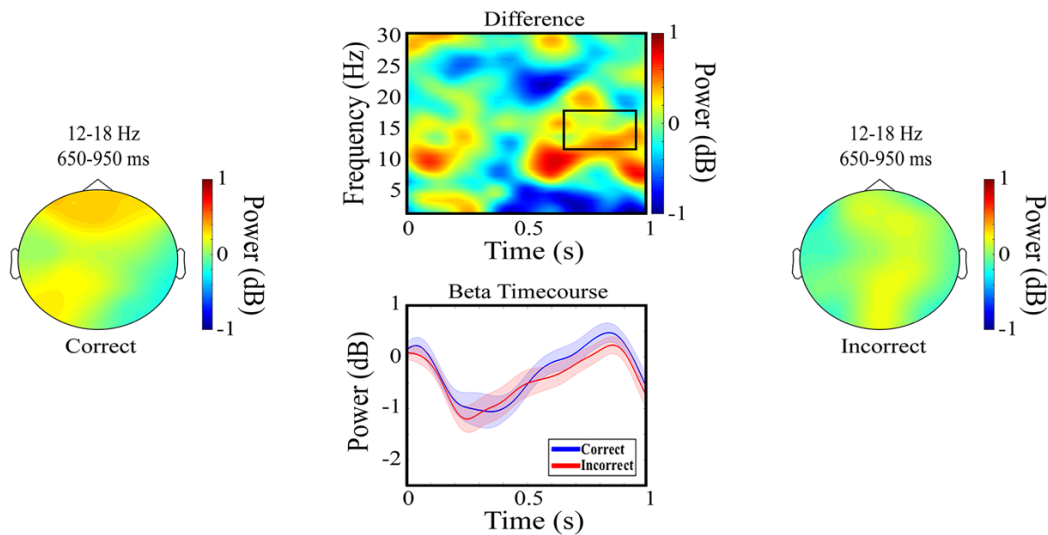 12-18 Hz
650-950 ms
1
0
-1
Power (dB)
Correct
Difference
30
25
20
15
10
5
Frequency (Hz)
0
0.5
1
Time (s)
1
0
-1
Power (dB)
Beta Timecourse
1
0
-1
-2
Power (dB)
Correct
Incorrect
0
0.5
1
Time (s)
12-18 Hz
650-950 ms
1
0
-1
Power (dB)
Incorrect